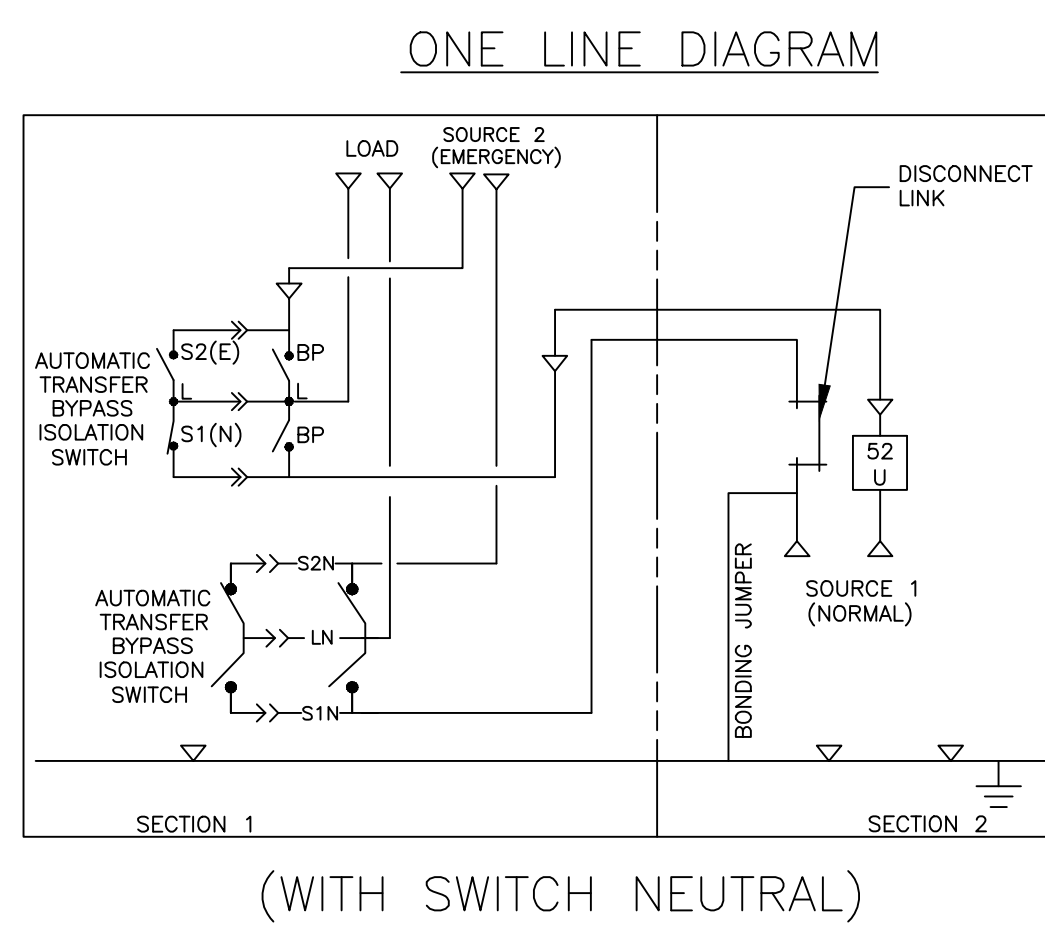 ONE LINE DIAGRAM
LOAD
SOURCE 2
(EMERGENCY)
DISCONNECT
LINK
S2(E)
BP
AUTOMATIC
TRANSFER
BYPASS
ISOLATION
SWITCH
L
L
S1(N)
BP
52
U
S2N
AUTOMATIC
TRANSFER
BYPASS
ISOLATION
SWITCH
LN
S1N
BONDING JUMPER
SOURCE 1
(NORMAL)
SECTION 1
SECTION 2
(WITH SWITCH NEUTRAL)